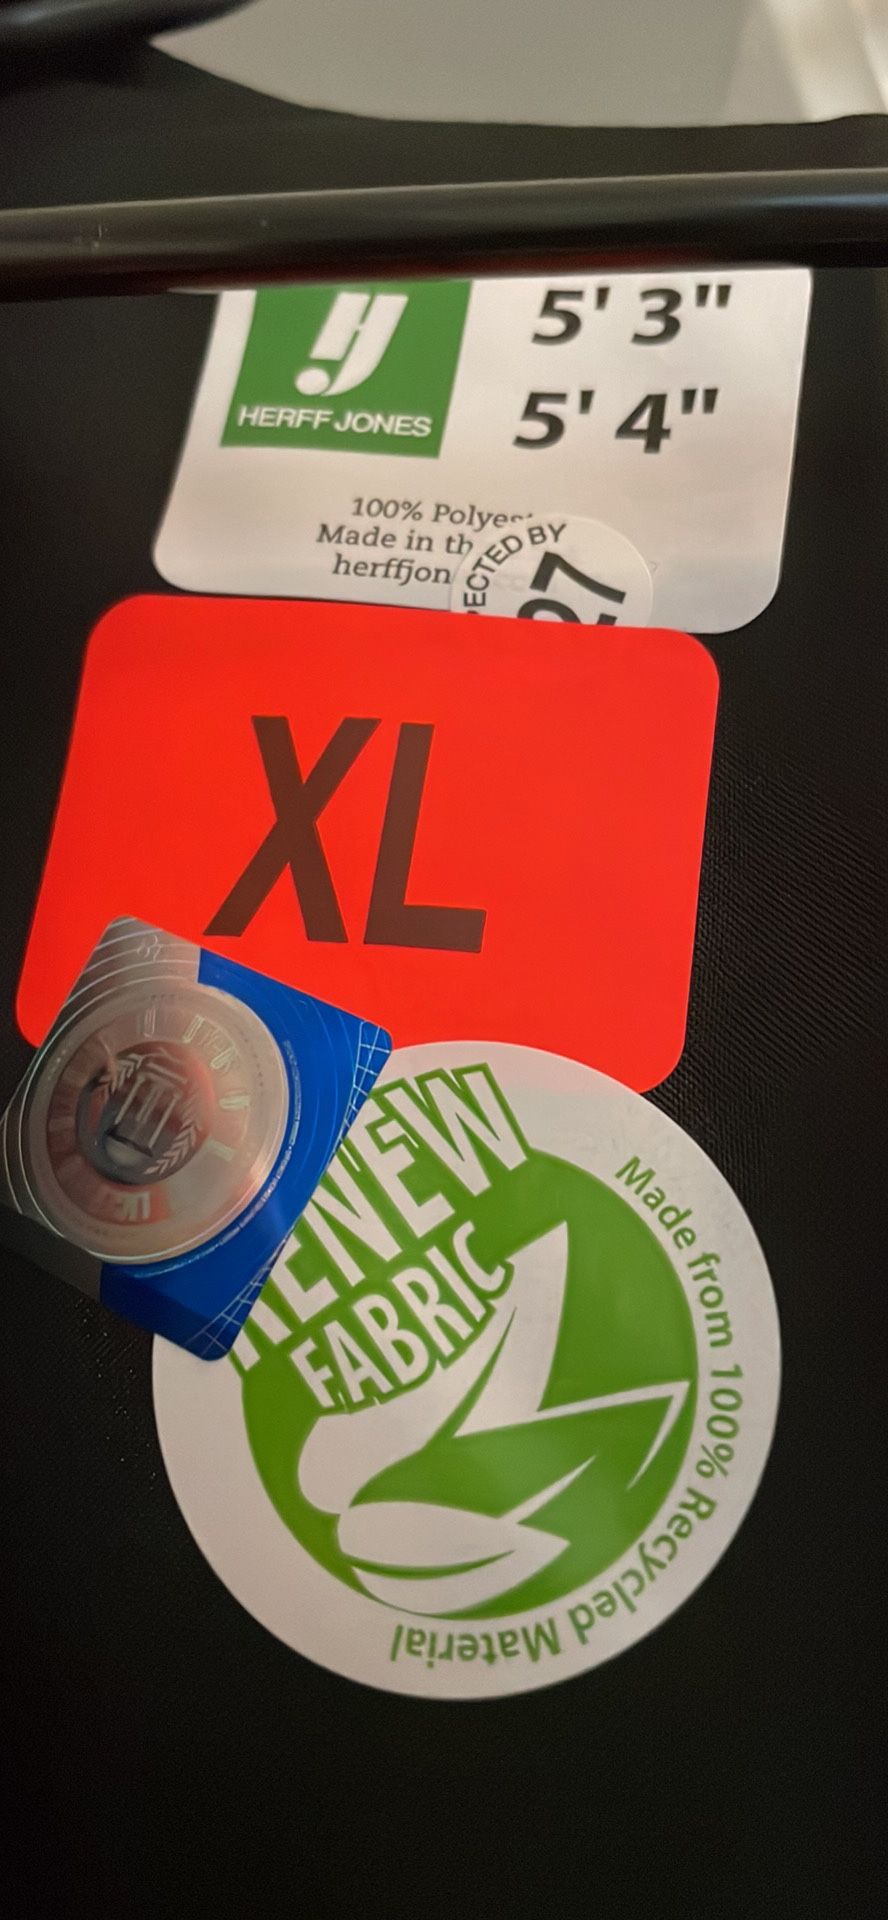 5' 3"
5' 4"
HERFF JONES
100% Polyes
Made in th
herffjon
ECTED BY
27
XL
RENEW
FABRIC
Made from 100% Recycled Material